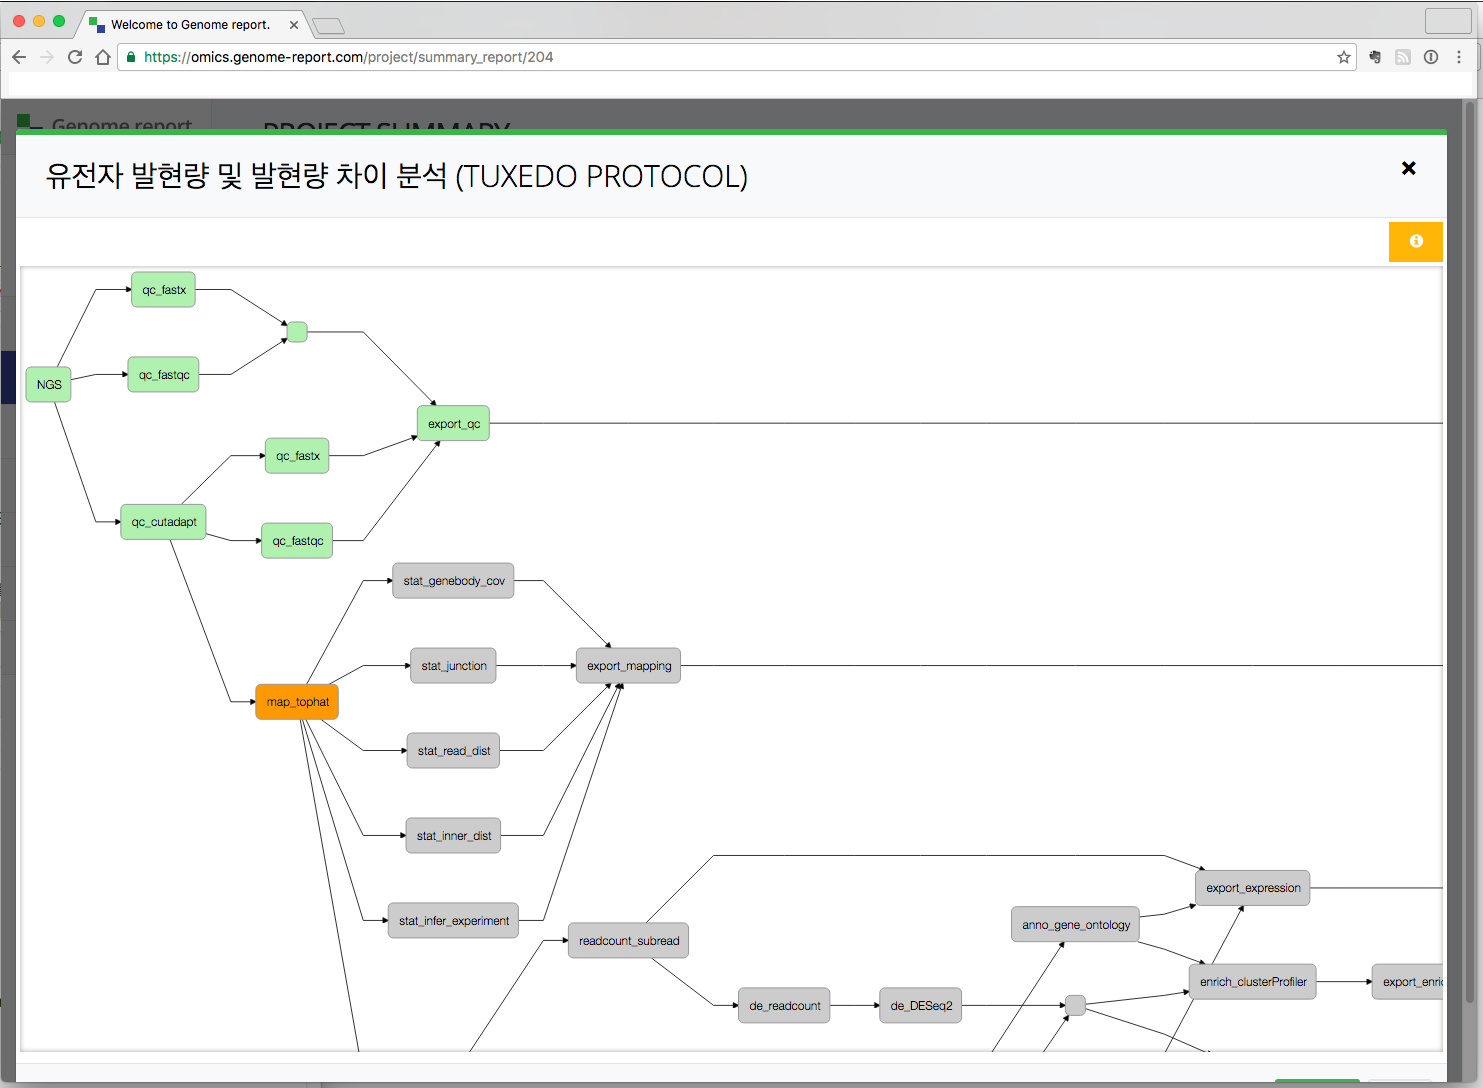 Welcome to Genome report.
https://omics.genome-report.com/project/summary_report/204
Genome report
PROJECT SUMMARY
유전자 발현량 및 발현량 차이 분석 (TUXEDO PROTOCOL)
qc_fastx
NGS
qc_fastqc
export_qc
qc_fastx
qc_cutadapt
qc_fastqc
stat_genebody_cov
stat_junction
export_mapping
map_tophat
stat_read_dist
stat_inner_dist
export_expression
stat_infer_experiment
anno_gene_ontology
readcount_subread
enrich_clusterProfiler
export_enric
de_readcount
de_DESeq2